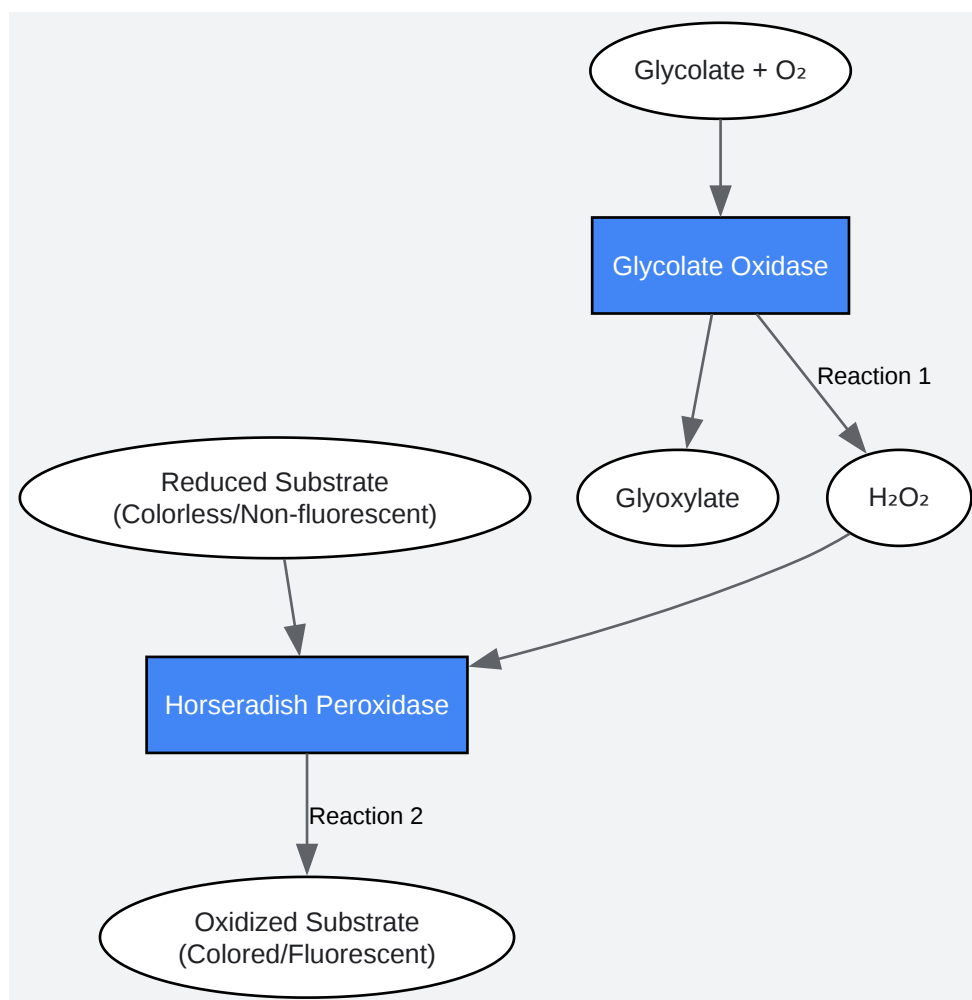 Glycolate + O₂
Glycolate Oxidase
Reaction 1
Reduced Substrate
(Colorless/Non-fluorescent)
Glyoxylate
H₂O₂
Horseradish Peroxidase
Reaction 2
Oxidized Substrate
(Colored/Fluorescent)